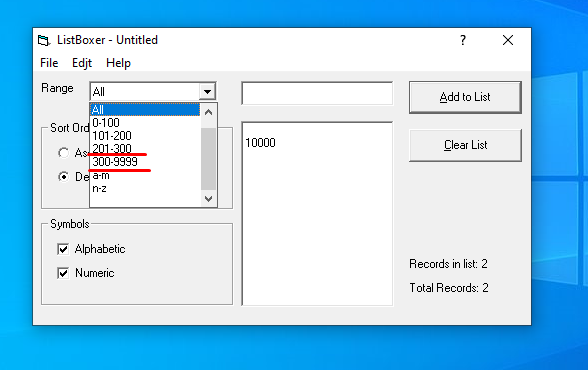 ListBoxer - Untitled
?
File Edjt Help
Range
All
Add to List
All
0-100
101-200
201-300
300-9999
a-m
n-z
Sort Ord
As
De
10000
Clear List
Symbols
Alphabetic
Numeric
Records in list: 2
Total Records: 2